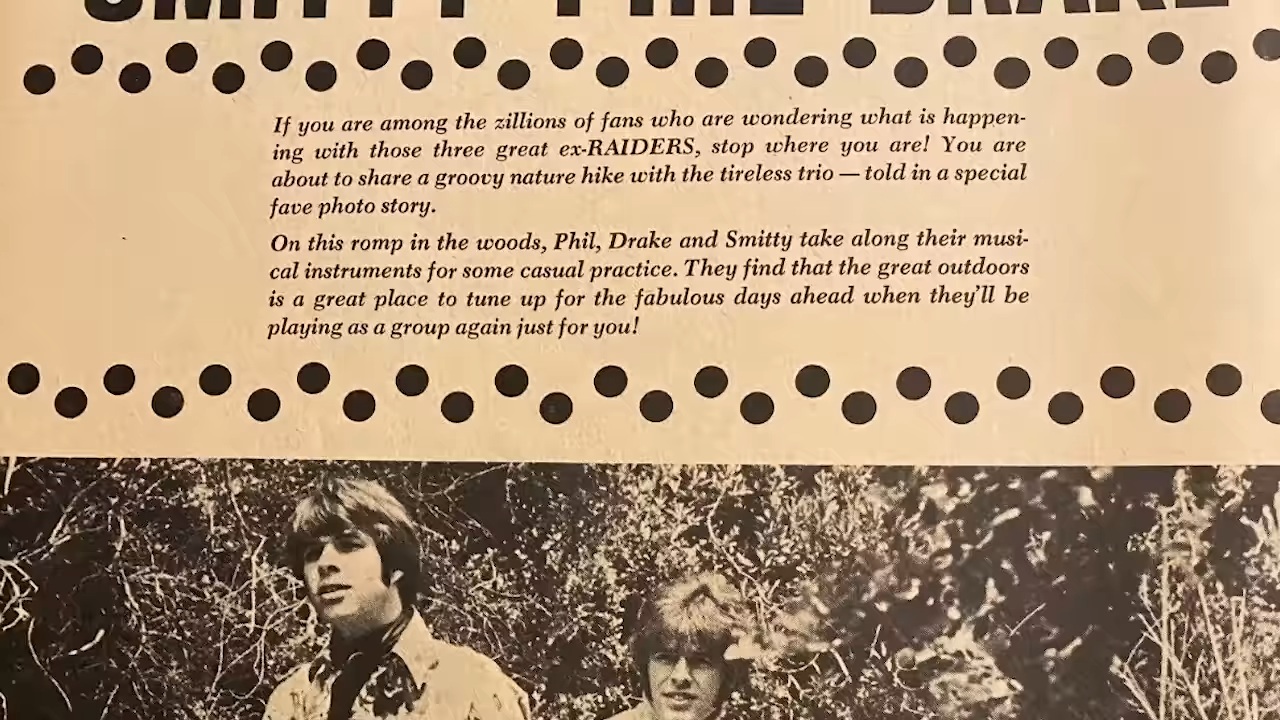 SMITTY PHIL DRAKE
If you are among the zillions of fans who are wondering what is happen-
ing with those three great ex-RAIDERS, stop where you are! You are
about to share a groovy nature hike with the tireless trio — told in a special
fave photo story.
On this romp in the woods, Phil, Drake and Smitty take along their musi-
cal instruments for some casual practice. They find that the great outdoors
is a great place to tune up for the fabulous days ahead when they'll be
playing as a group again just for you!